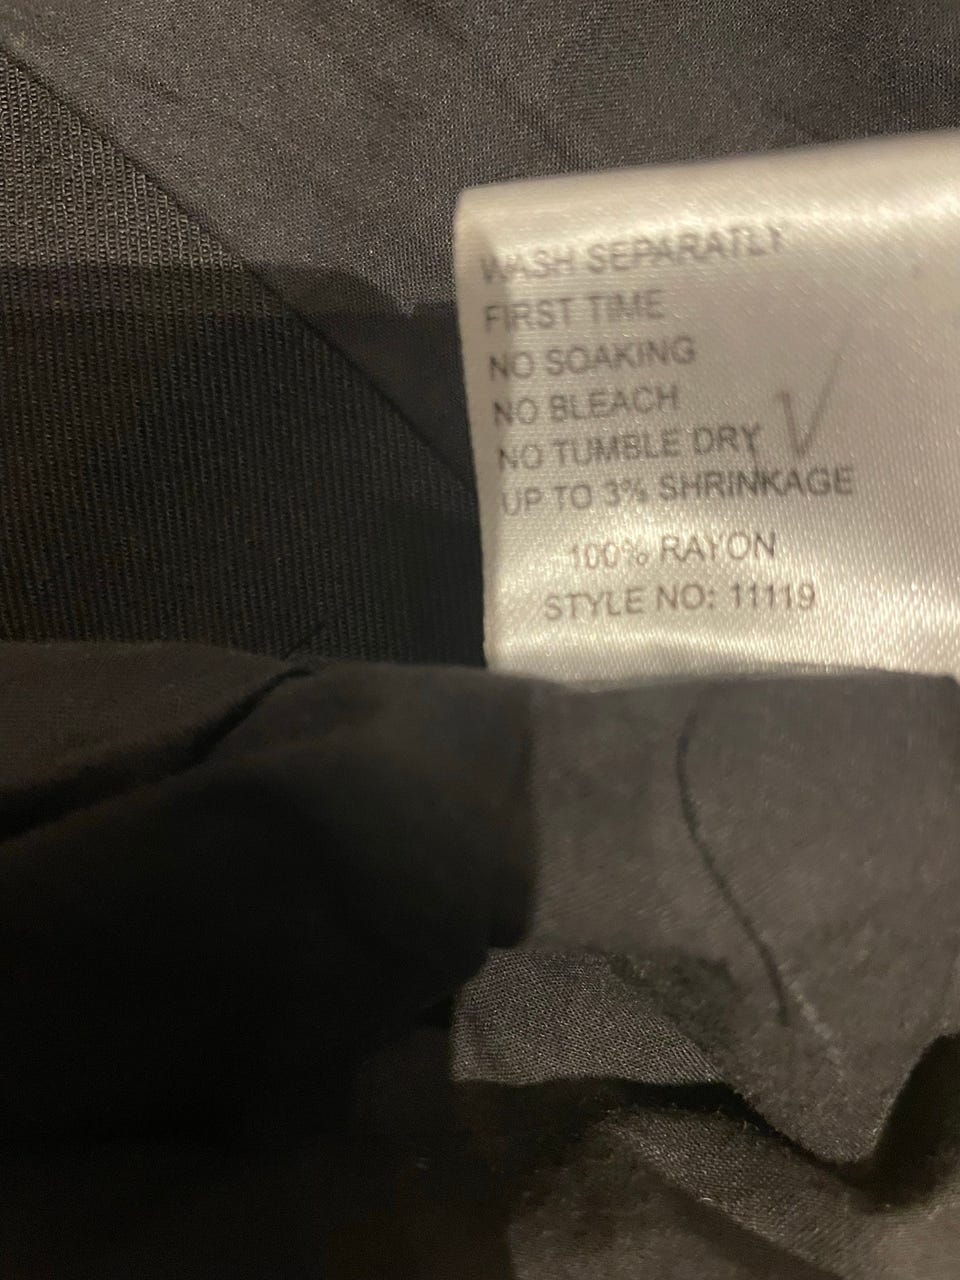 WASH SEPARATLY
FIRST TIME
NO SOAKING
NO BLEACH
NO TUMBLE DRY
UP TO 3% SHRINKAGE
100% RAYON
STYLE NO: 11119